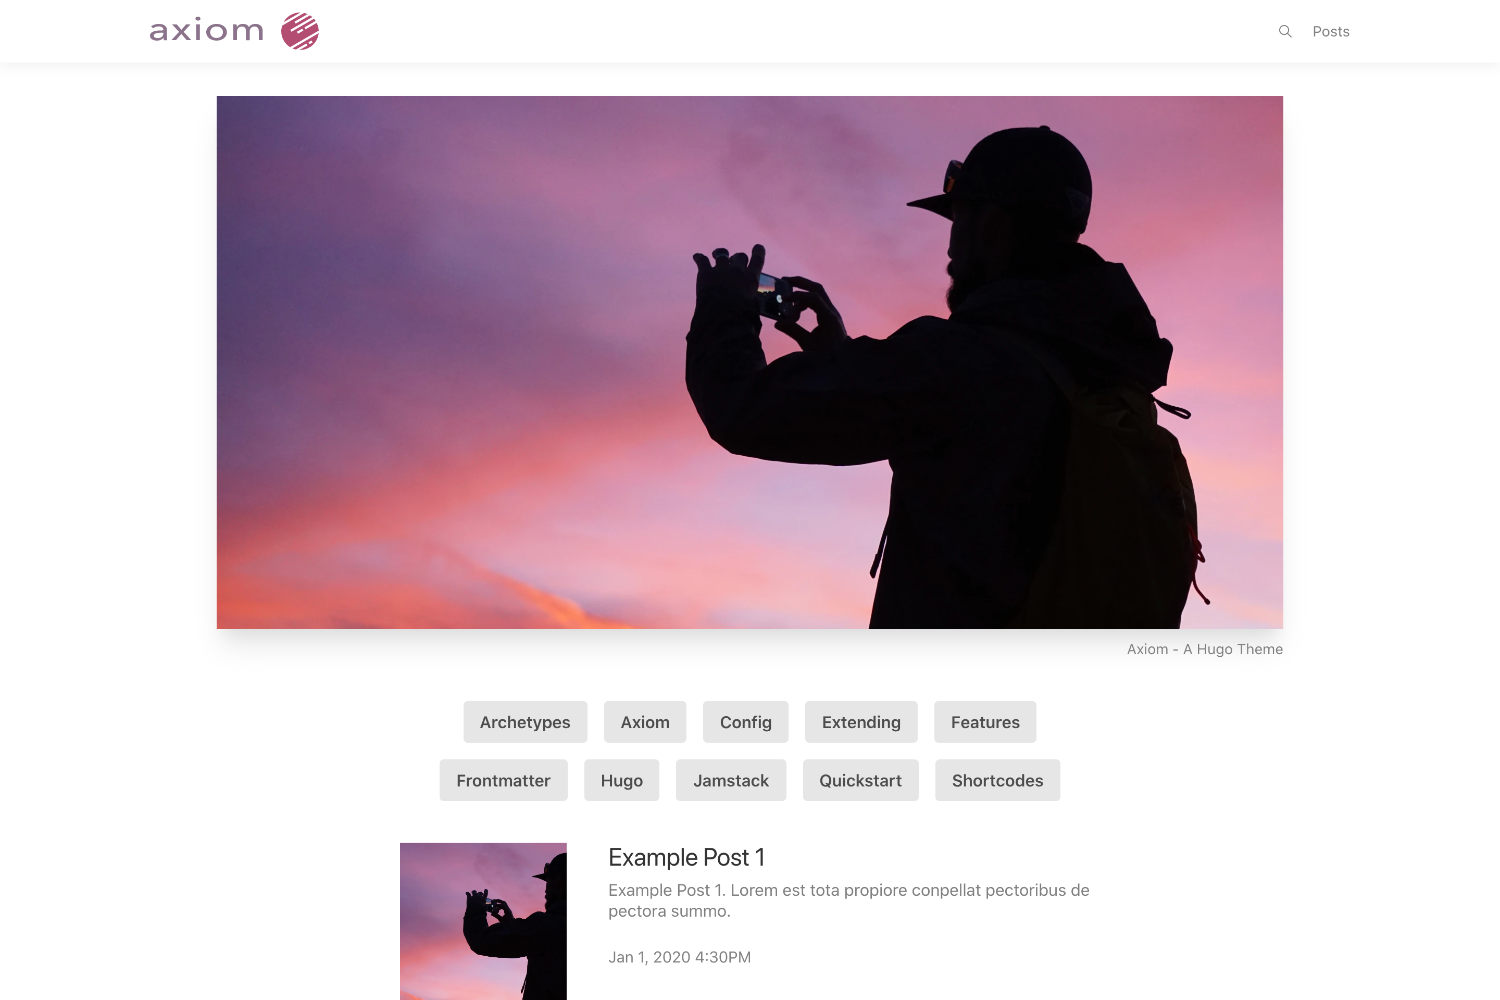 axiom
Posts
Axiom - A Hugo Theme
Archetypes
Axiom
Config
Extending
Features
Frontmatter
Hugo
Jamstack
Quickstart
Shortcodes
Example Post 1
Example Post 1. Lorem est tota propiore conpellat pectoribus de
pectora summo.
Jan 1, 2020 4:30PM